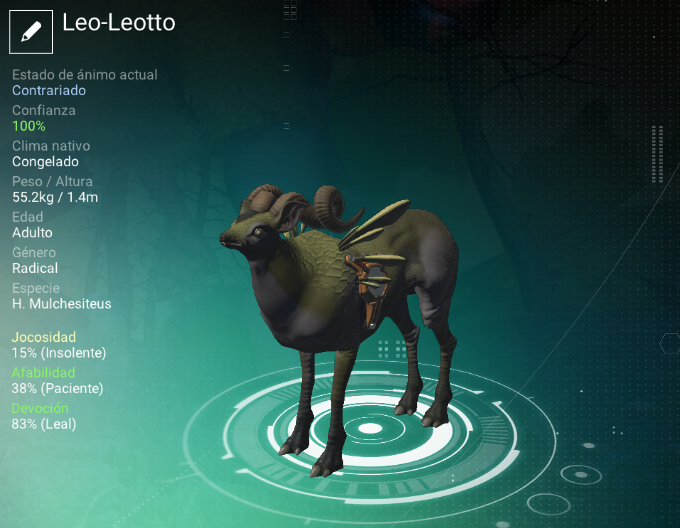 Leo-Leotto
Estado de ánimo actual
Contrariado
Confianza
100%
Clima nativo
Congelado
Peso / Altura
55.2kg / 1.4m
Edad
Adulto
Género
Radical
Especie
H. Mulchesiteus
Jocosidad
15% (Insolente)
Afabilidad
38% (Paciente)
Devoción
83% (Leal)